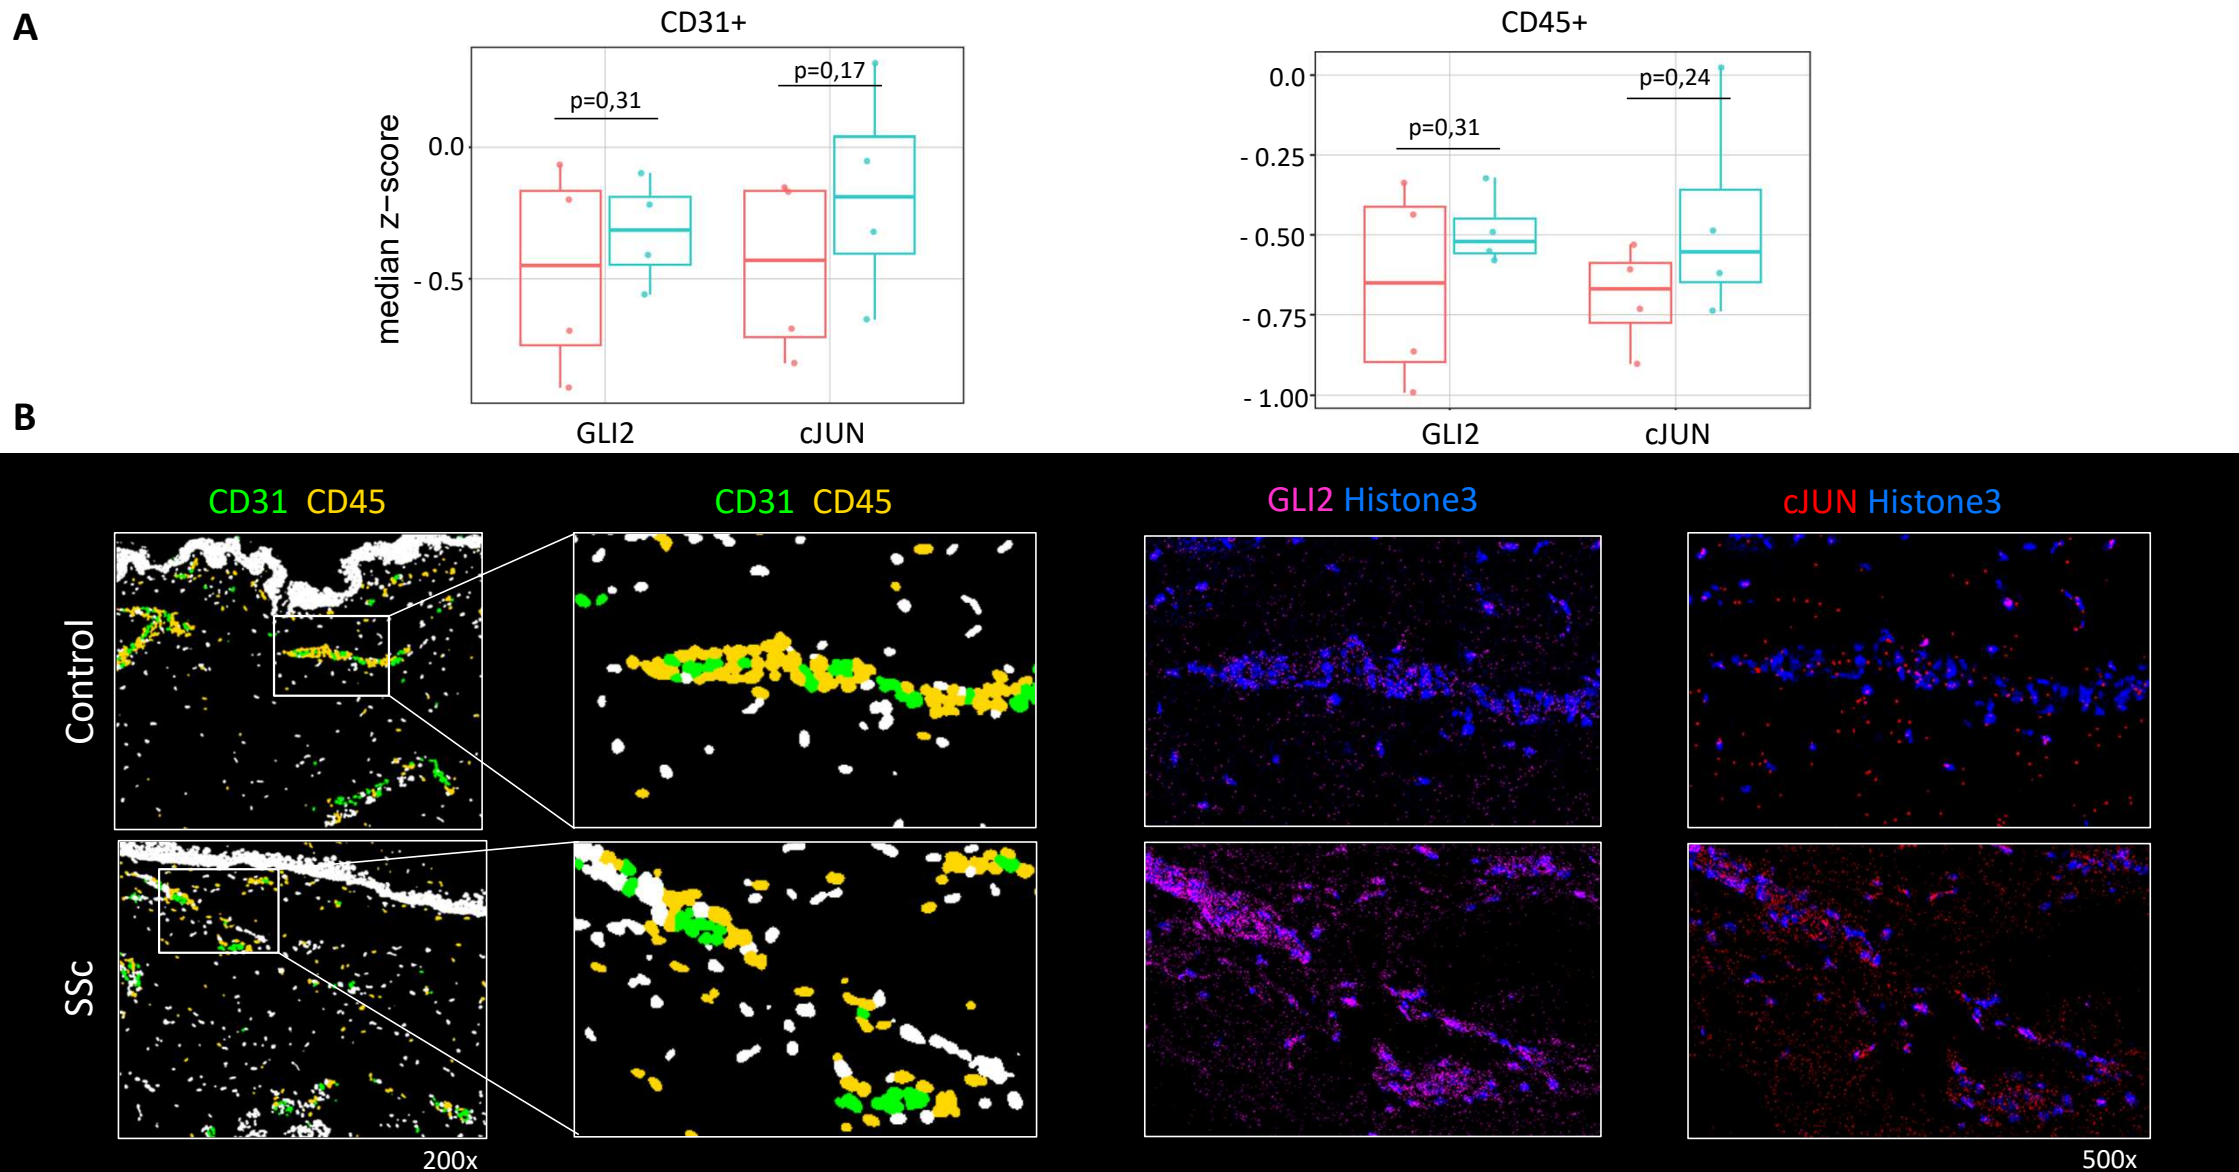 A
CD31+
CD45+
median z−score
0.0
- 0.5
p=0,31
p=0,17
GLI2
cJUN
0.0
- 0.25
- 0.50
- 0.75
- 1.00
p=0,31
p=0,24
GLI2
cJUN
B
CD31 CD45
CD31 CD45
GLI2 Histone3
cJUN Histone3
Control
SSc
200x
500x